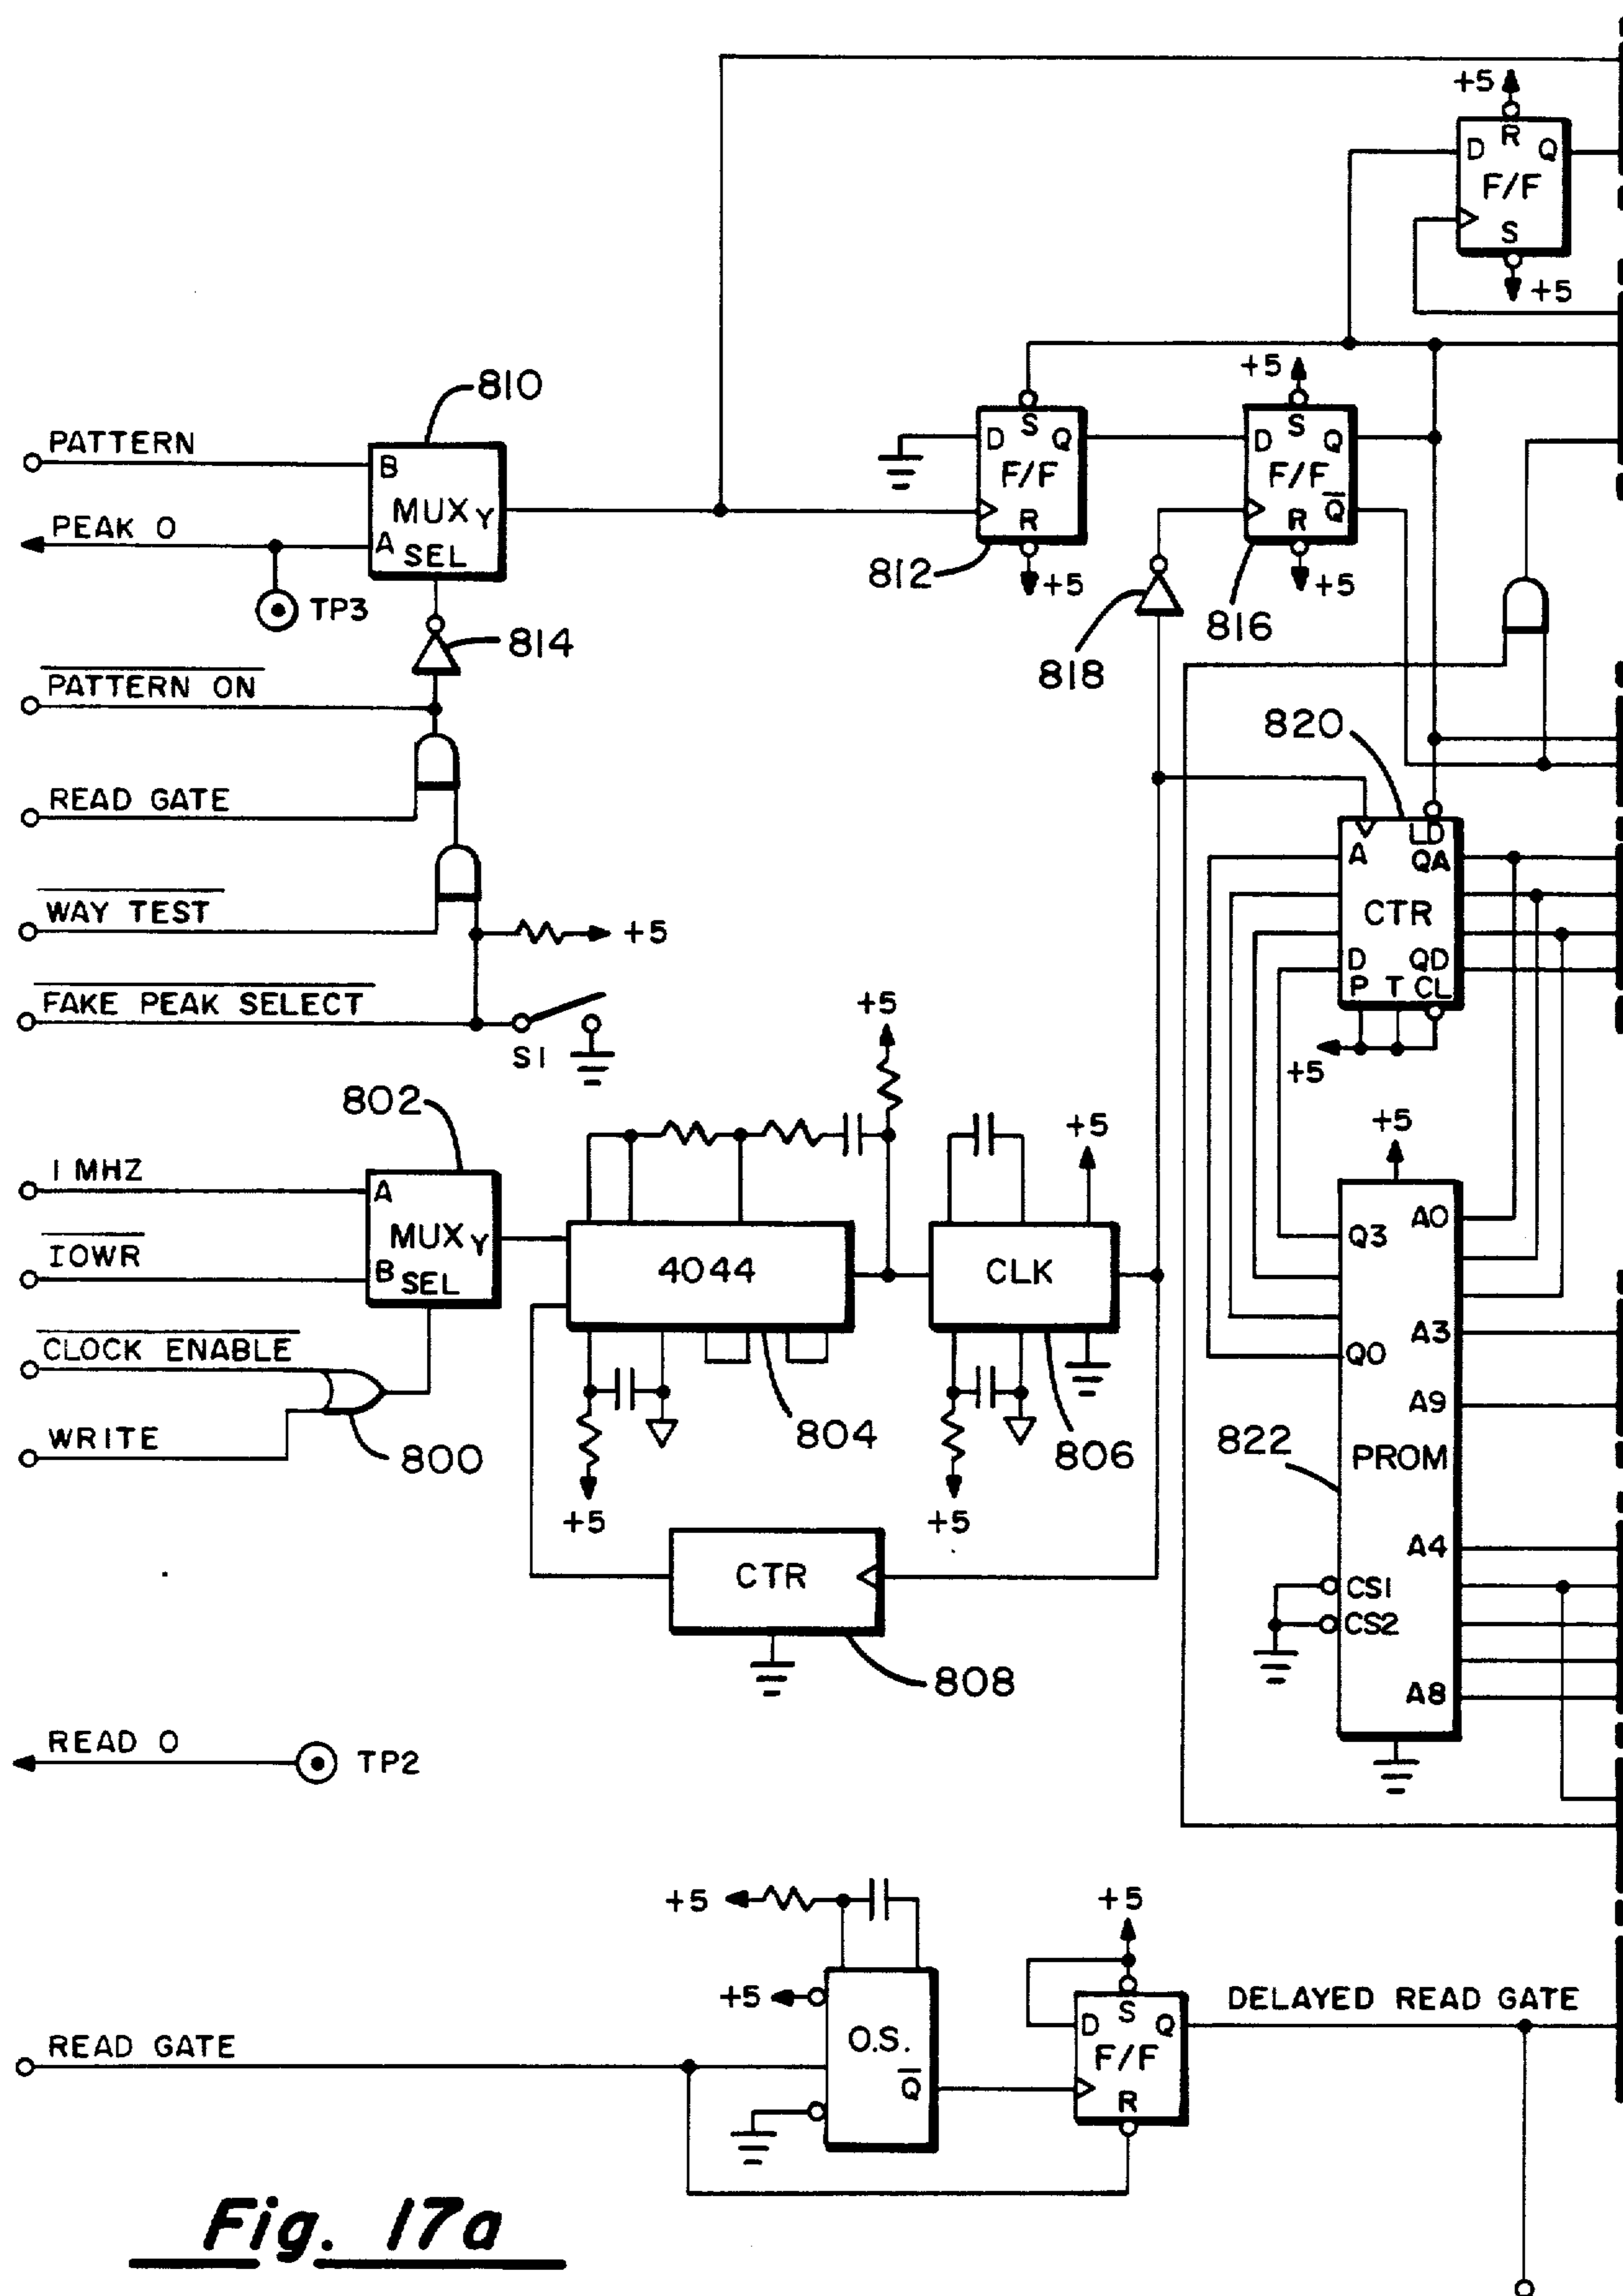 +5
D R Q
F/F
S
+5
810
PATTERN
B
MUX Y
PEAK 0
A SEL
TP3
814
PATTERN ON
READ GATE
WAY TEST
+5
FAKE PEAK SELECT
S1
D S Q
F/F
R
812
+5
+5
D S Q
F/F Q
R
816
+5
818
820
LD
A QA
CTR
D QD
P T CL
+5
802
1 MHZ
A
MUX Y
IOWR
B SEL
CLOCK ENABLE
WRITE
800
+5
4044
804
+5
+5
CLK
806
+5
CTR
808
+5
A0
Q3
A3
Q0
A9
822
PROM
A4
CS1
CS2
A8
READ 0
TP2
+5
+5
O.S.
Q
READ GATE
+5
D S Q
F/F
R
DELAYED READ GATE
Fig. 17a